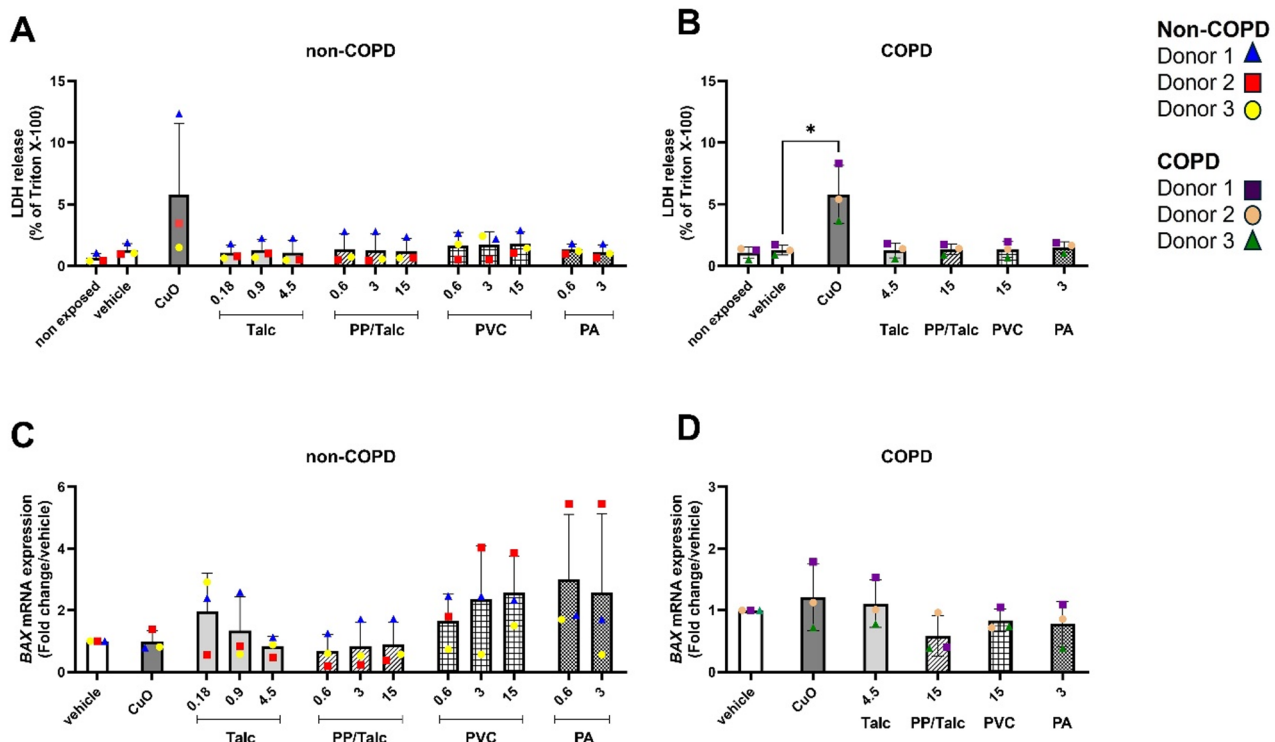 A
non-COPD
LDH release
(% of Triton X-100)
15
10
5
0
non exposed
vehicle
CuO
0.18
0.9
4.5
0.6
3
15
0.6
3
15
0.6
3
Talc
PP/Talc
PVC
PA
B
COPD
LDH release
(% of Triton X-100)
15
10
5
0
*
non exposed
vehicle
CuO
4.5
15
15
3
Talc
PP/Talc
PVC
PA
Non-COPD
Donor 1
Donor 2
Donor 3
COPD
Donor 1
Donor 2
Donor 3
C
non-COPD
BAX mRNA expression
(Fold change/vehicle)
6
4
2
0
vehicle
CuO
0.18
0.9
4.5
0.6
3
15
0.6
3
15
0.6
3
Talc
PP/Talc
PVC
PA
D
COPD
BAX mRNA expression
(Fold change/vehicle)
3
2
1
0
vehicle
CuO
4.5
15
15
3
Talc
PP/Talc
PVC
PA